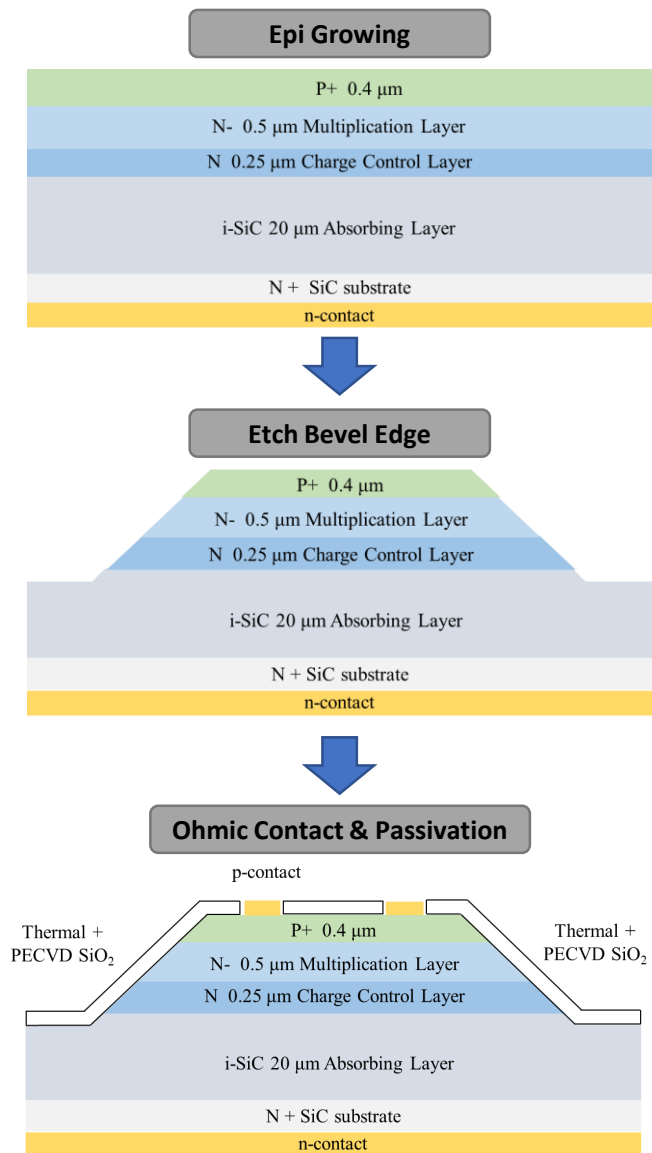 Epi Growing
P+ 0.4 μm
N- 0.5 μm Multiplication Layer
N 0.25 μm Charge Control Layer
i-SiC 20 μm Absorbing Layer
N + SiC substrate
n-contact
Etch Bevel Edge
P+ 0.4 μm
N- 0.5 μm Multiplication Layer
N 0.25 μm Charge Control Layer
i-SiC 20 μm Absorbing Layer
N + SiC substrate
n-contact
Ohmic Contact & Passivation
p-contact
Thermal +
PECVD SiO₂
Thermal +
PECVD SiO₂
P+ 0.4 μm
N- 0.5 μm Multiplication Layer
N 0.25 μm Charge Control Layer
i-SiC 20 μm Absorbing Layer
N + SiC substrate
n-contact